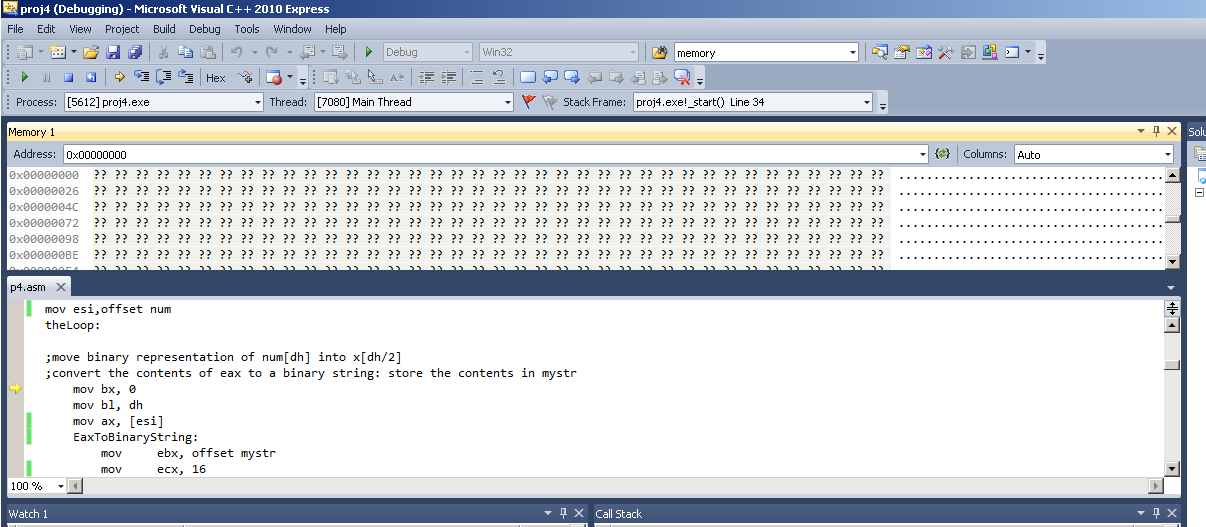 proj4 (Debugging) - Microsoft Visual C++ 2010 Express
File Edit View Project Build Debug Tools Window Help
Debug Win32 memory
Hex
Process: [5612] proj4.exe Thread: [7080] Main Thread Stack Frame: proj4.exe!_start() Line 34
Memory 1 Solu
Address: 0x00000000 Columns: Auto
0x00000000 ?? ?? ?? ?? ?? ?? ?? ?? ?? ?? ?? ?? ?? ?? ?? ?? ?? ?? ?? ?? ?? ?? ?? ?? ?? ?? ?? ?? ?? ?? ?? ?? ?? ?? ?? ?? ?? ?? ......................................
0x00000026 ?? ?? ?? ?? ?? ?? ?? ?? ?? ?? ?? ?? ?? ?? ?? ?? ?? ?? ?? ?? ?? ?? ?? ?? ?? ?? ?? ?? ?? ?? ?? ?? ?? ?? ?? ?? ?? ?? ......................................
0x0000004C ?? ?? ?? ?? ?? ?? ?? ?? ?? ?? ?? ?? ?? ?? ?? ?? ?? ?? ?? ?? ?? ?? ?? ?? ?? ?? ?? ?? ?? ?? ?? ?? ?? ?? ?? ?? ?? ?? ......................................
0x00000072 ?? ?? ?? ?? ?? ?? ?? ?? ?? ?? ?? ?? ?? ?? ?? ?? ?? ?? ?? ?? ?? ?? ?? ?? ?? ?? ?? ?? ?? ?? ?? ?? ?? ?? ?? ?? ?? ?? ......................................
0x00000098 ?? ?? ?? ?? ?? ?? ?? ?? ?? ?? ?? ?? ?? ?? ?? ?? ?? ?? ?? ?? ?? ?? ?? ?? ?? ?? ?? ?? ?? ?? ?? ?? ?? ?? ?? ?? ?? ?? ......................................
0x000000BE ?? ?? ?? ?? ?? ?? ?? ?? ?? ?? ?? ?? ?? ?? ?? ?? ?? ?? ?? ?? ?? ?? ?? ?? ?? ?? ?? ?? ?? ?? ?? ?? ?? ?? ?? ?? ?? ?? ......................................
p4.asm
mov esi,offset num
theLoop:
;move binary representation of num[dh] into x[dh/2]
;convert the contents of eax to a binary string: store the contents in mystr
mov bx, 0
mov bl, dh
mov ax, [esi]
EaxToBinaryString:
mov ebx, offset mystr
mov ecx, 16
100 %
Watch 1 Call Stack